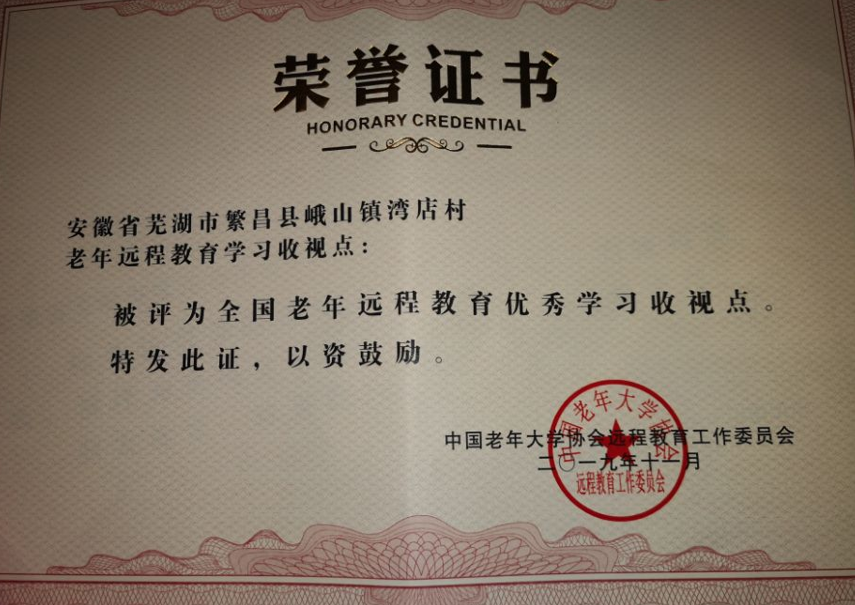 荣誉证书
HONORARY CREDENTIAL
安徽省芜湖市繁昌县峨山镇湾店村
老年远程教育学习收视点：
被评为全国老年远程教育优秀学习收视点。
特发此证，以资鼓励。
中国老年大学协会远程教育工作委员会
二〇一九年十一月
中国老年大学协会
远程教育工作委员会